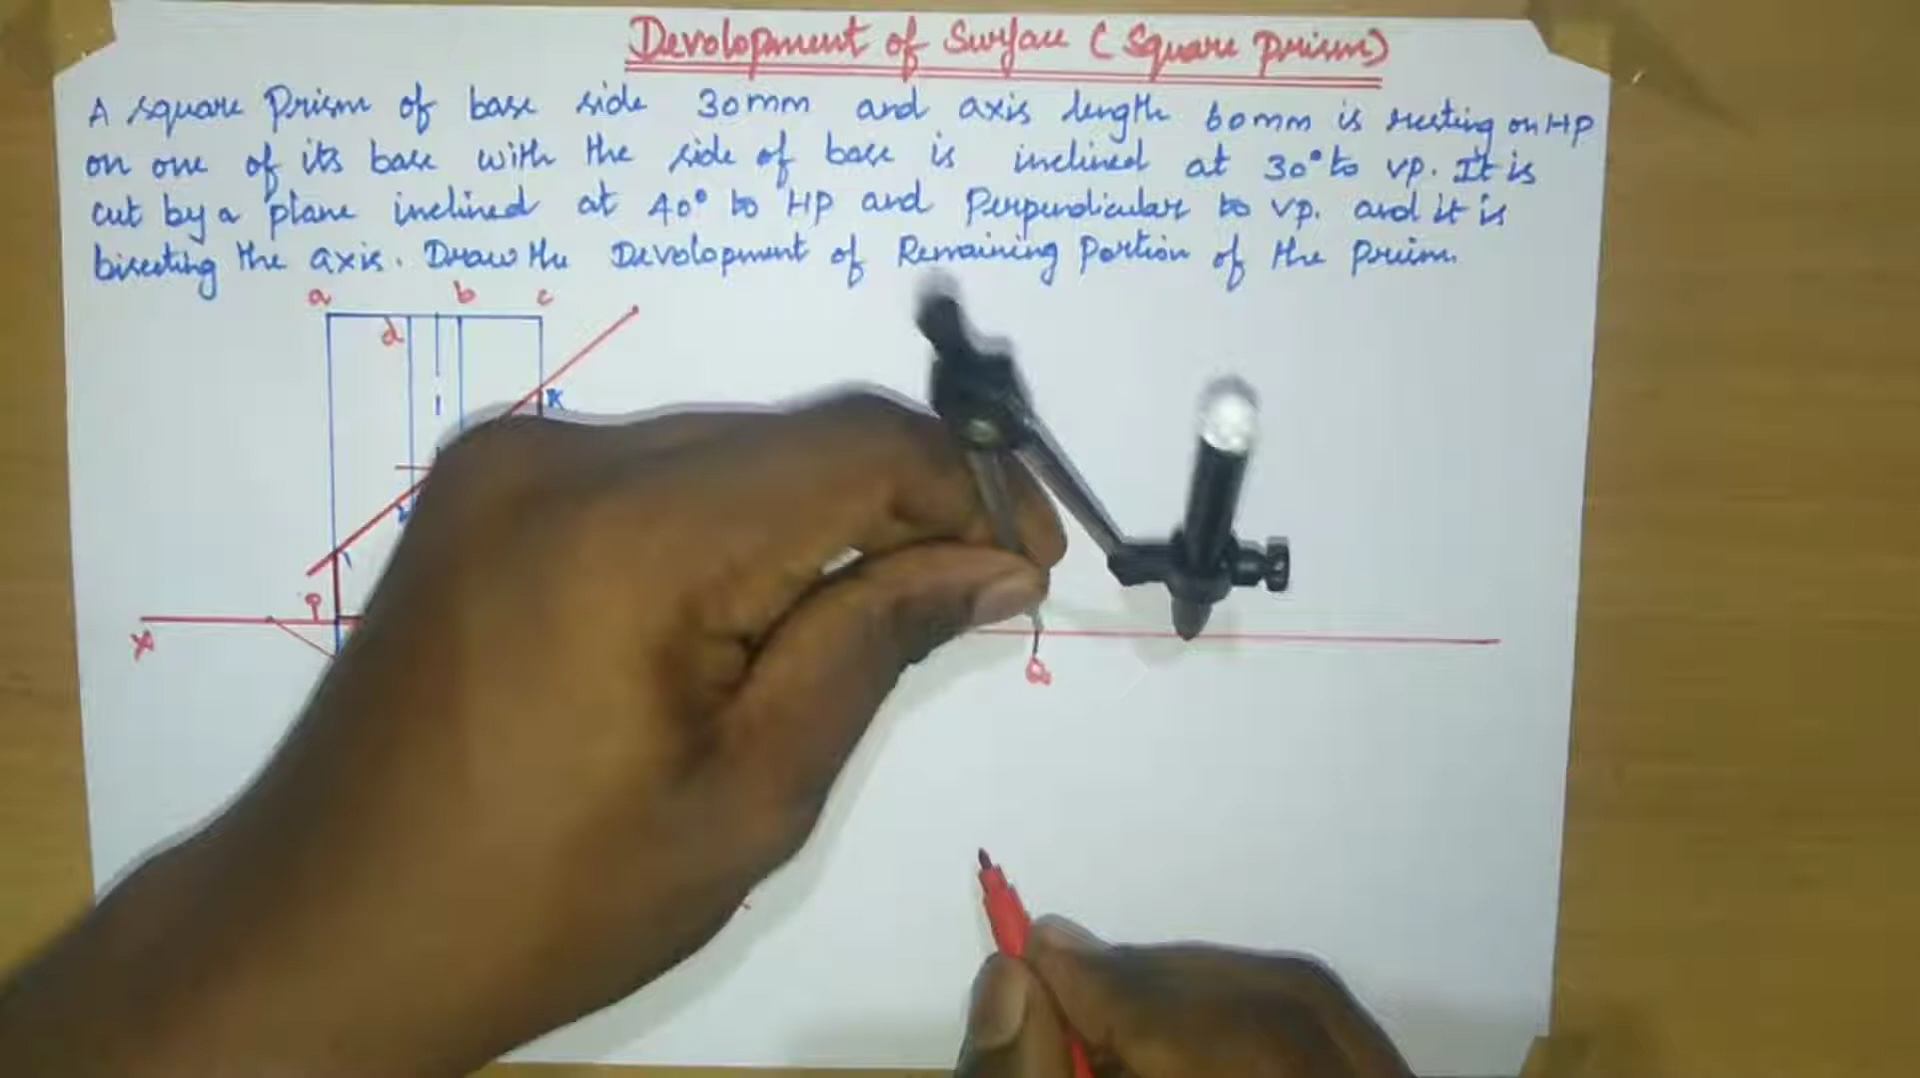 Devolopment of Surface (Square Prism)
A square Prism of base side 30mm and axis length 60mm is resting on HP
on one of its base with the side of base is inclined at 30° to VP. It is
cut by a plane inclined at 40° to HP and Perpendicular to VP. and it is
bisecting the axis. Draw the Devolopment of Remaining Portion of the Prism.
a b c
d
K
P
X